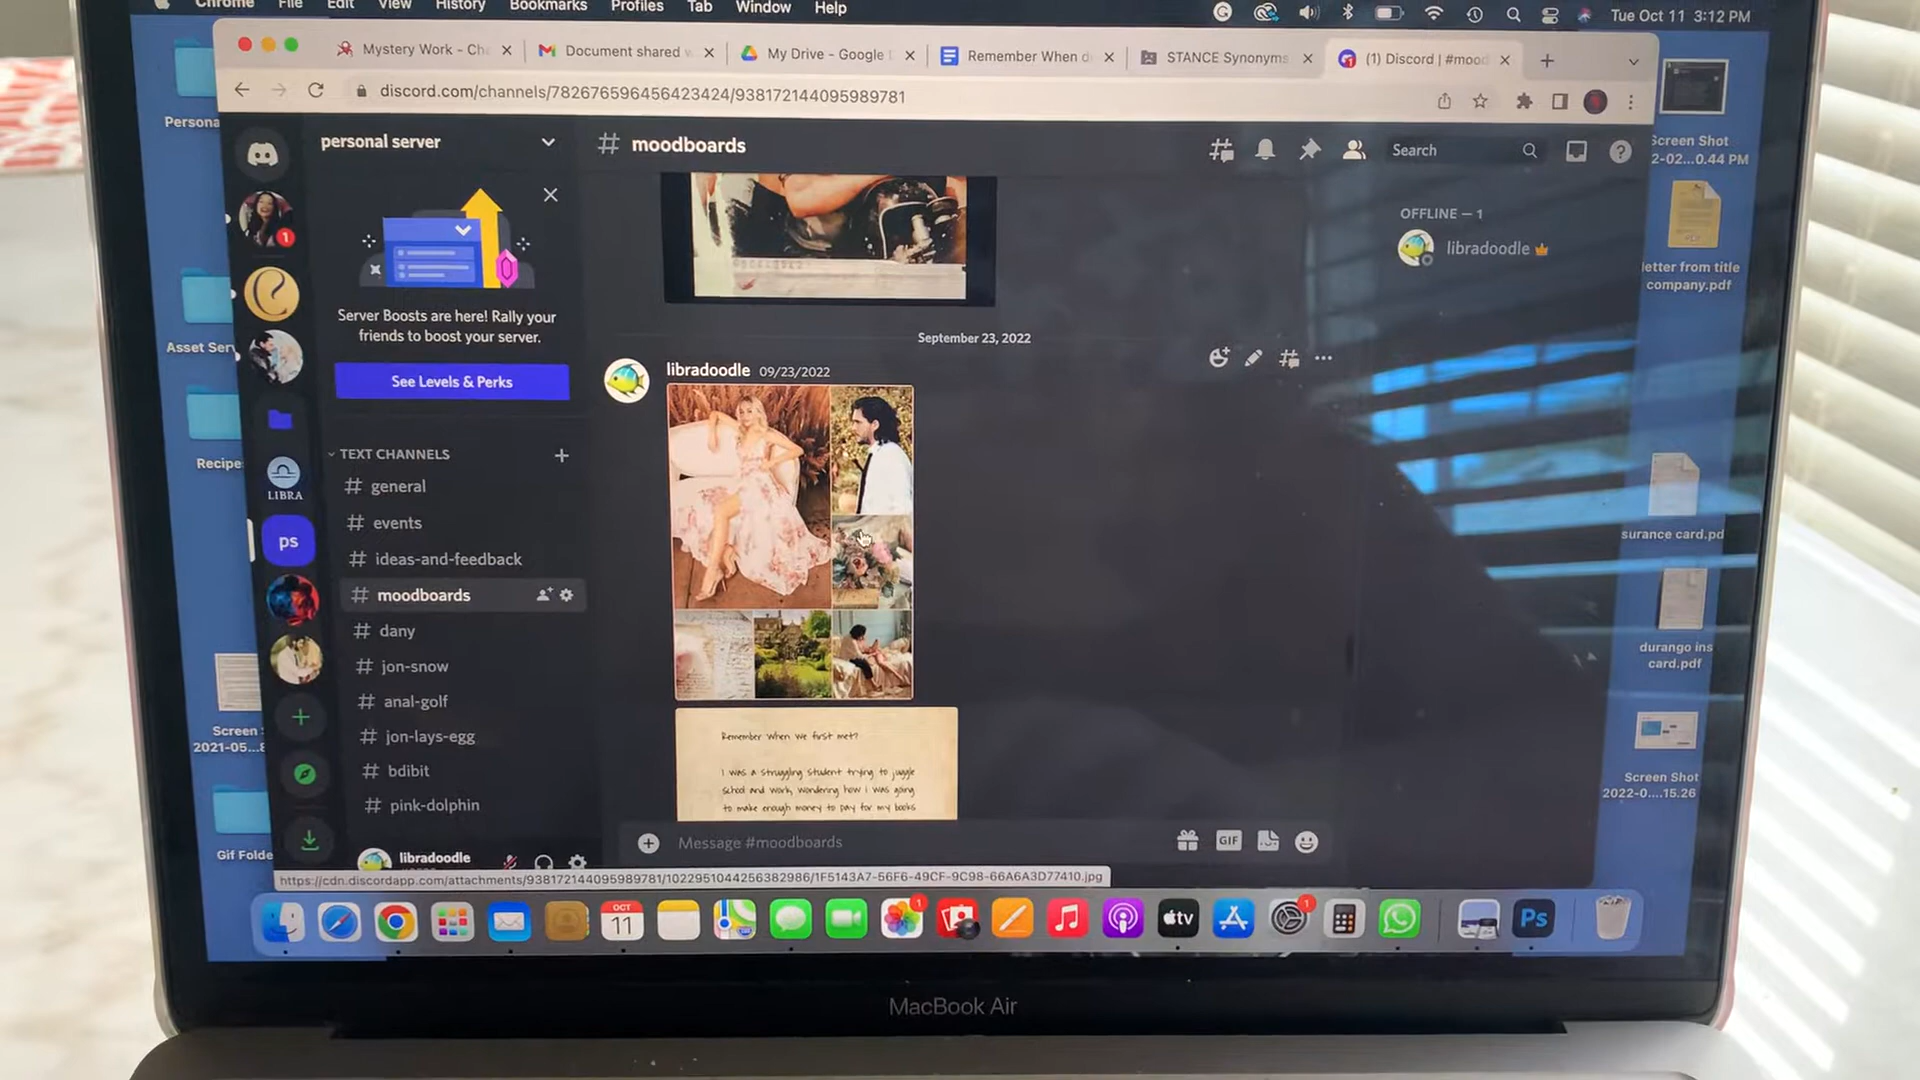 Chrome File Edit View History Bookmarks Profiles Tab Window Help
Tue Oct 11 3:12 PM
Mystery Work - Ch
Document shared
My Drive - Google
Remember When d
STANCE Synonyms
(1) Discord | #mood
discord.com/channels/782676596456423424/938172144095989781
Persona
Asset Ser
Recipe
Screen
2021-05...8
Gif Folde
personal server
Server Boosts are here! Rally your
friends to boost your server.
See Levels & Perks
TEXT CHANNELS
general
events
ideas-and-feedback
moodboards
dany
jon-snow
anal-golf
jon-lays-egg
bdibit
pink-dolphin
libradoodle
1
LIBRA
ps
# moodboards
Search
September 23, 2022
libradoodle 09/23/2022
Remember when we first met?
I was a struggling student trying to juggle
school and work, wondering how I was going
to make enough money to pay for my books
Message #moodboards
GIF
OFFLINE — 1
libradoodle
Screen Shot
2-02...0.44 PM
letter from title
company.pdf
surance card.pd
durango ins
card.pdf
Screen Shot
2022-0....15.26
https://cdn.discordapp.com/attachments/938172144095989781/1022951044256382986/1F5143A7-56F6-49CF-9C98-66A6A3D77410.jpg
OCT
11
1
tv
1
Ps
MacBook Air